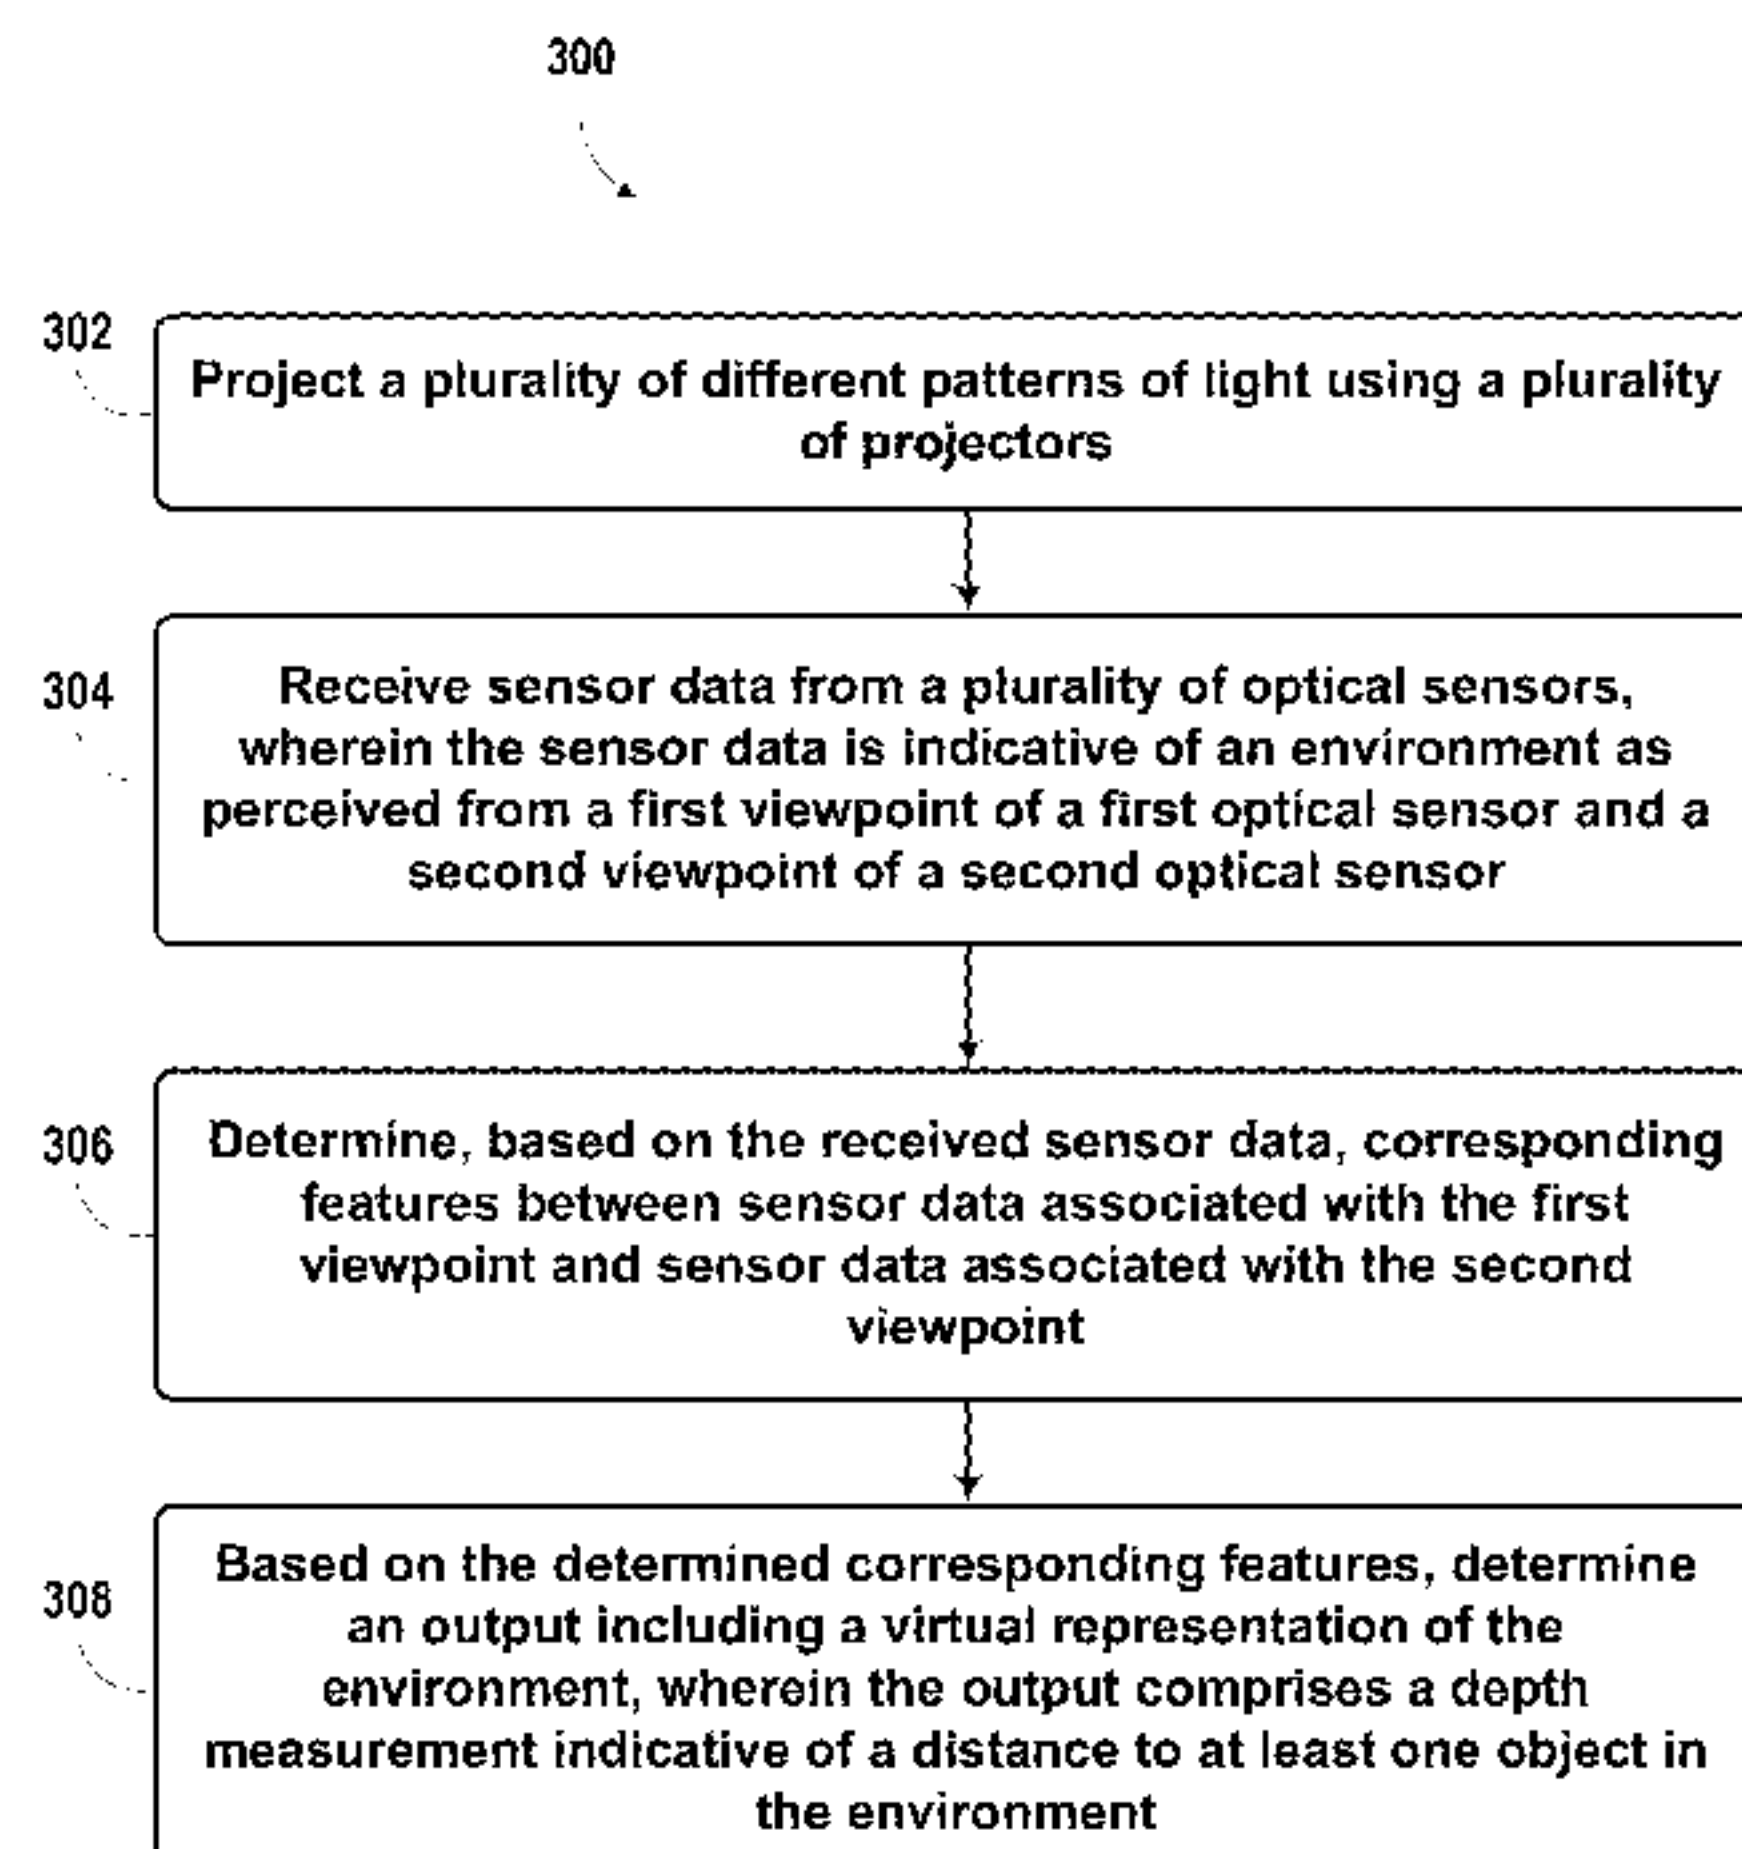 300
302
Project a plurality of different patterns of light using a plurality
of projectors
304
Receive sensor data from a plurality of optical sensors,
wherein the sensor data is indicative of an environment as
perceived from a first viewpoint of a first optical sensor and a
second viewpoint of a second optical sensor
306
Determine, based on the received sensor data, corresponding
features between sensor data associated with the first
viewpoint and sensor data associated with the second
viewpoint
308
Based on the determined corresponding features, determine
an output including a virtual representation of the
environment, wherein the output comprises a depth
measurement indicative of a distance to at least one object in
the environment